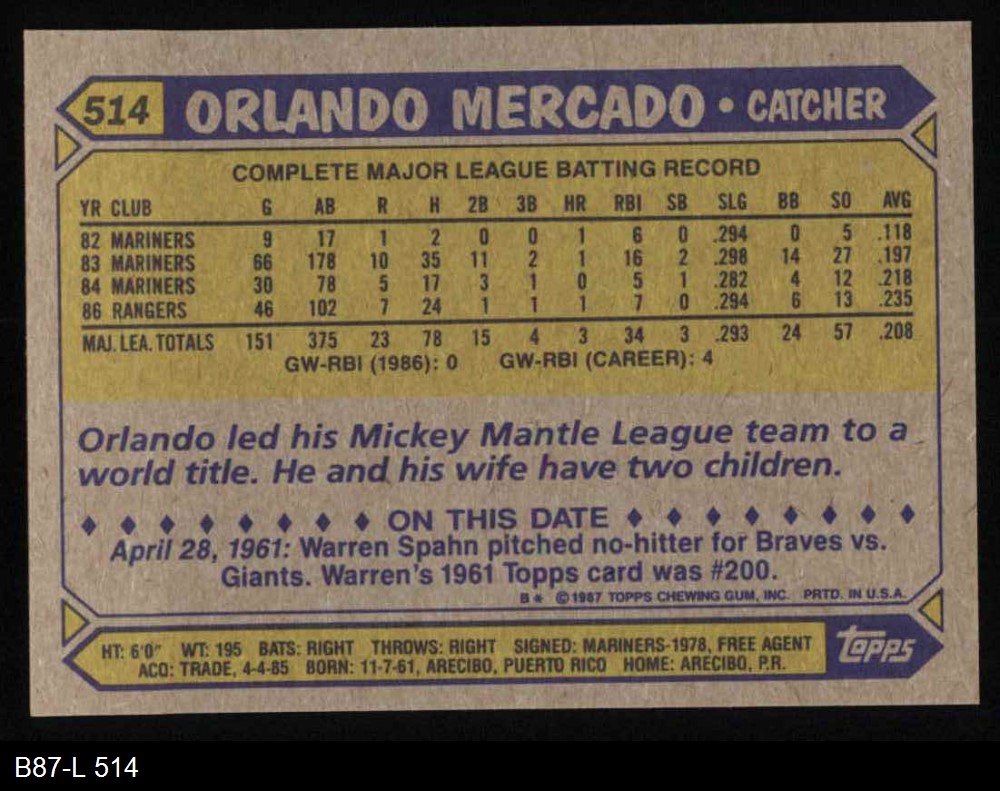 514 ORLANDO MERCADO • CATCHER
COMPLETE MAJOR LEAGUE BATTING RECORD
YR CLUB G AB R H 2B 3B HR RBI SB SLG BB SO AVG
82 MARINERS 9 17 1 2 0 0 1 6 0 .294 0 5 .118
83 MARINERS 66 178 10 35 11 2 1 16 2 .298 14 27 .197
84 MARINERS 30 78 5 17 3 1 0 5 1 .282 4 12 .218
86 RANGERS 46 102 7 24 1 1 1 7 0 .294 6 13 .235
MAJ. LEA. TOTALS 151 375 23 78 15 4 3 34 3 .293 24 57 .208
GW-RBI (1986): 0 GW-RBI (CAREER): 4
Orlando led his Mickey Mantle League team to a
world title. He and his wife have two children.
♦ ♦ ♦ ♦ ♦ ♦ ♦ ♦ ON THIS DATE ♦ ♦ ♦ ♦ ♦ ♦ ♦ ♦
April 28, 1961: Warren Spahn pitched no-hitter for Braves vs.
Giants. Warren's 1961 Topps card was #200.
B* ©1987 TOPPS CHEWING GUM, INC. PRTD. IN U.S.A.
HT: 6'0" WT: 195 BATS: RIGHT THROWS: RIGHT SIGNED: MARINERS-1978, FREE AGENT
ACQ: TRADE, 4-4-85 BORN: 11-7-61, ARECIBO, PUERTO RICO HOME: ARECIBO, P.R.
topps
B87-L 514